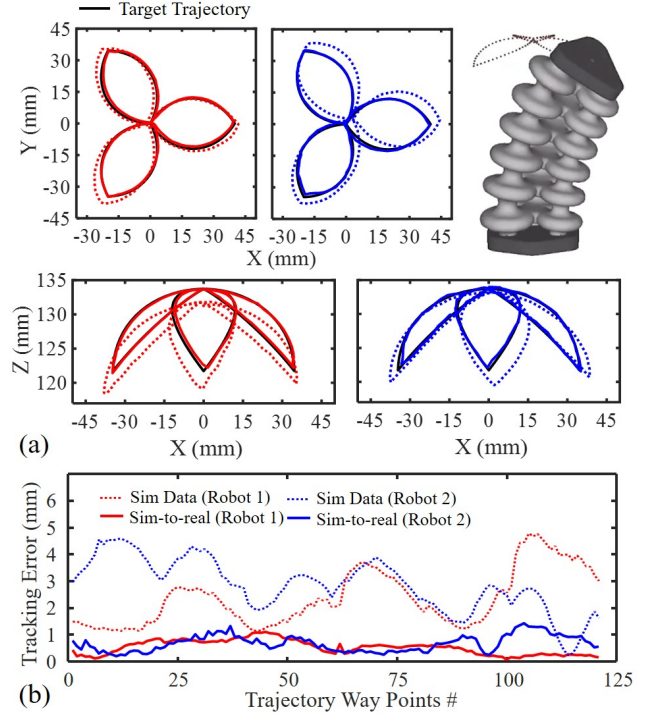 Target Trajectory
45
30
15
0
-15
-30
-45
Y (mm)
-30 -15 0 15 30 45
-30 -15 0 15 30 45
X (mm)
135
130
125
120
Z (mm)
-45 -30 -15 0 15 30 45
-45 -30 -15 0 15 30 45
X (mm)
X (mm)
(a)
6
5
4
3
2
1
0
Tracking Error (mm)
Sim Data (Robot 1)
Sim Data (Robot 2)
Sim-to-real (Robot 1)
Sim-to-real (Robot 2)
0 25 50 75 100 125
Trajectory Way Points #
(b)